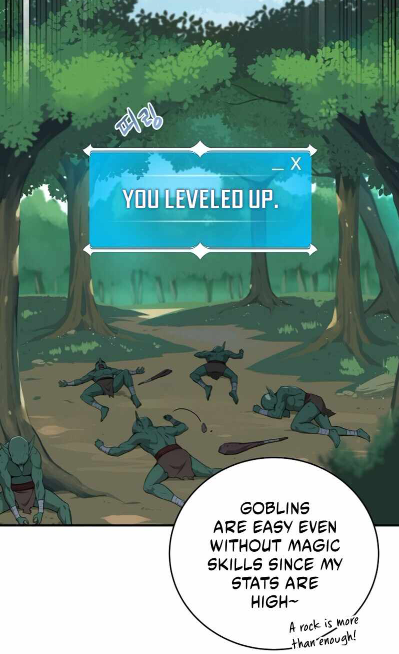 띠링
_ X
YOU LEVELED UP.
GOBLINS
ARE EASY EVEN
WITHOUT MAGIC
SKILLS SINCE MY
STATS ARE
HIGH~
A rock is more
than enough!